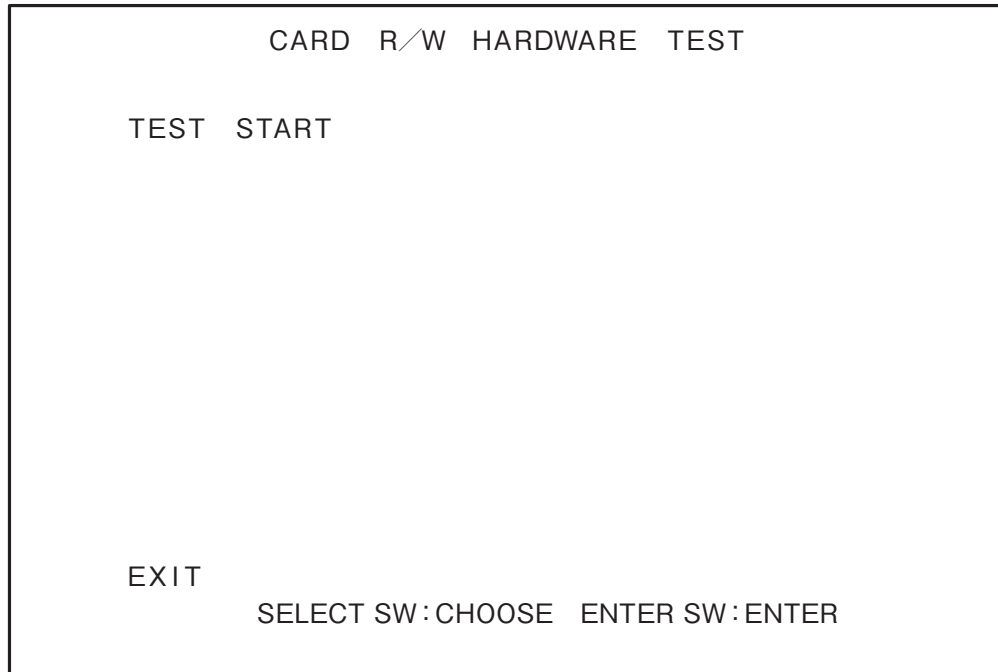 CARD R/W HARDWARE TEST
TEST START
EXIT
SELECT SW:CHOOSE ENTER SW:ENTER